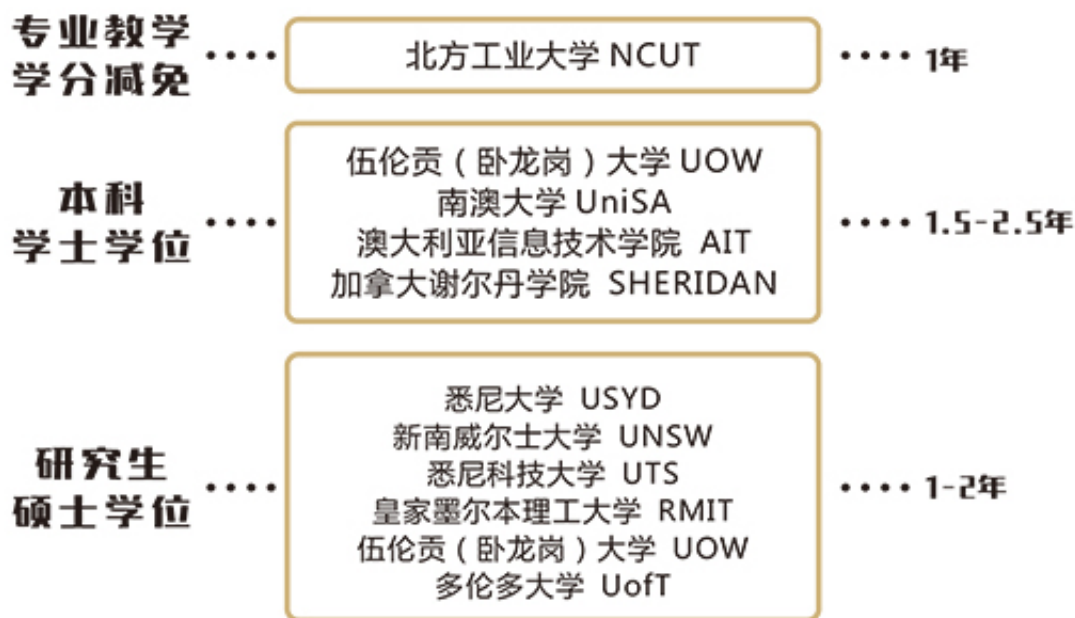 专业教学
学分减免
北方工业大学 NCUT
1年
本科
学士学位
伍伦贡（卧龙岗）大学 UOW
南澳大学 UniSA
澳大利亚信息技术学院 AIT
加拿大谢尔丹学院 SHERIDAN
1.5-2.5年
研究生
硕士学位
悉尼大学 USYD
新南威尔士大学 UNSW
悉尼科技大学 UTS
皇家墨尔本理工大学 RMIT
伍伦贡（卧龙岗）大学 UOW
多伦多大学 UofT
1-2年